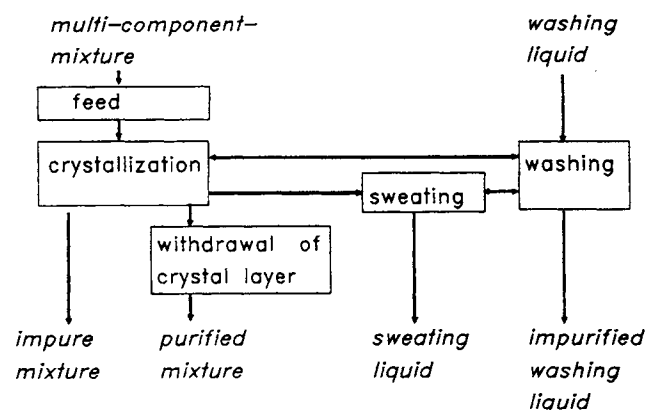 multi-component-
mixture
washing
liquid
feed
crystallization
washing
sweating
withdrawal of
crystal layer
impure
mixture
purified
mixture
sweating
liquid
impurified
washing
liquid